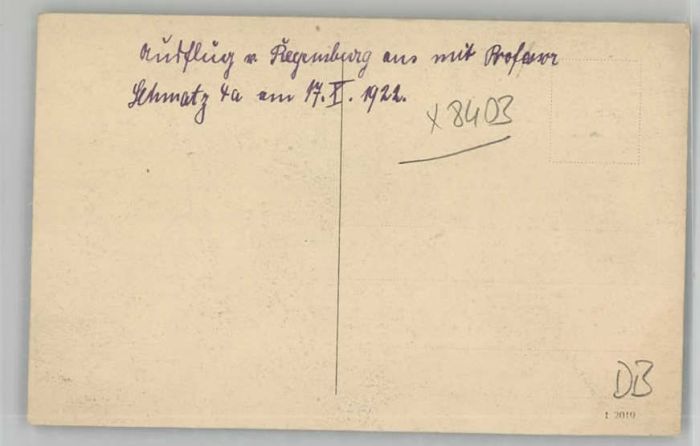 Ausflug v Regensburg aus mit Professor
Schmatz 4a am 17. V. 1922.
x 8403
DB
1 2019